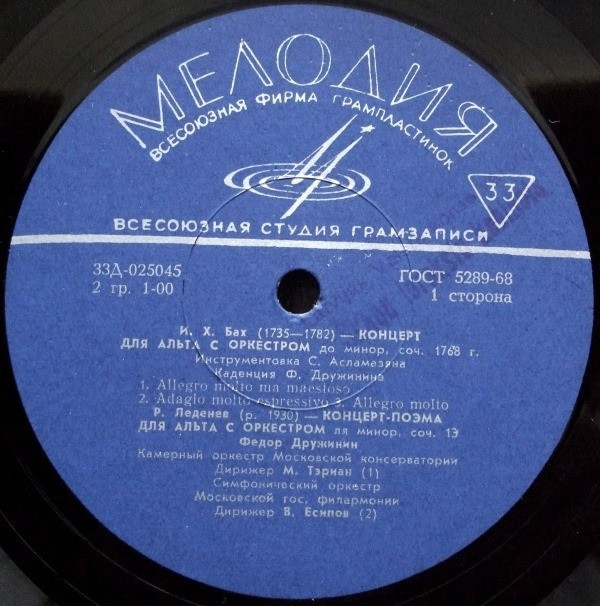 МЕЛОДИЯ
ВСЕСОЮЗНАЯ ФИРМА ГРАМПЛАСТИНОК
33
ВСЕСОЮЗНАЯ СТУДИЯ ГРАМЗАПИСИ
33Д-025045
ГОСТ 5289-68
2 гр. 1-00
1 сторона
И. Х. Бах (1735—1782) — КОНЦЕРТ
ДЛЯ АЛЬТА С ОРКЕСТРОМ до минор, соч. 1768 г.
Инструментовка С. Асламазяна
Каденция Ф. Дружинина
1. Allegro molto ma maestoso
2. Adagio molto espressivo 3. Allegro molto
Р. Леденев (р. 1930) — КОНЦЕРТ-ПОЭМА
ДЛЯ АЛЬТА С ОРКЕСТРОМ ля минор, соч. 13
Федор Дружинин
Камерный оркестр Московской консерватории
Дирижер М. Тэриан (1)
Симфонический оркестр
Московской гос. филармонии
Дирижер В. Есипов (2)